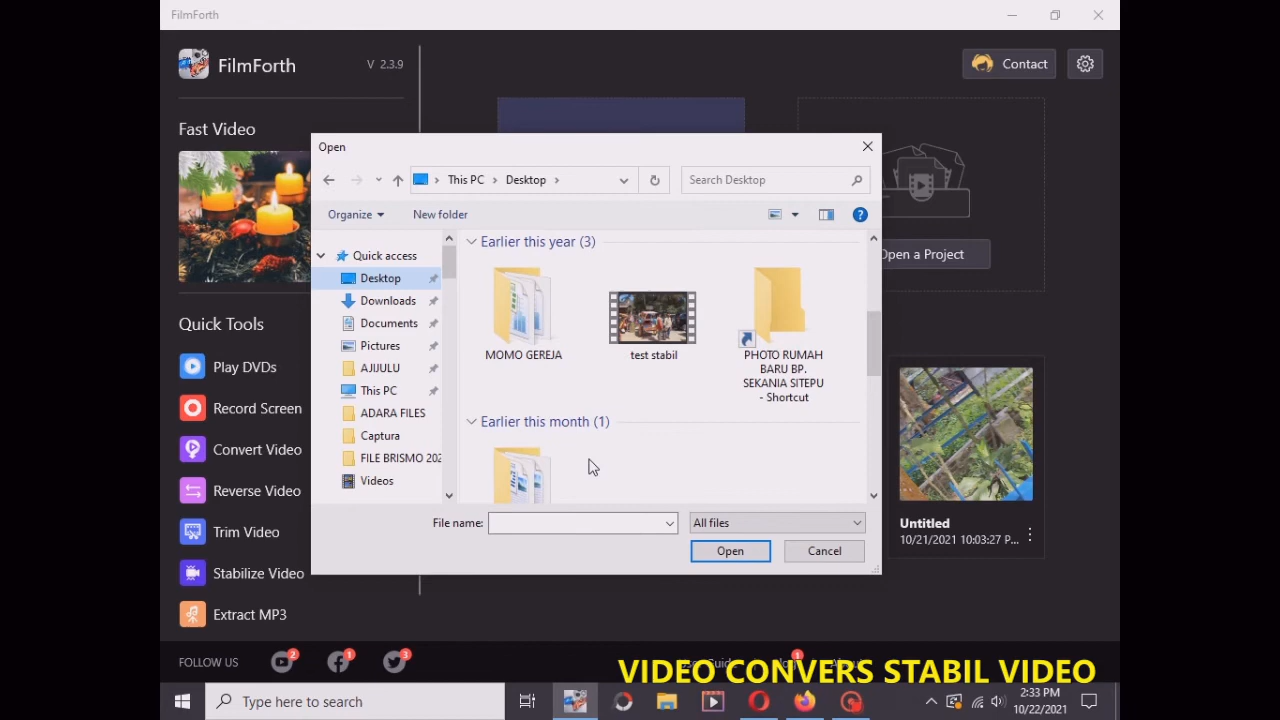 FilmForth
FilmForth
V 2.3.9
Contact
Fast Video
Open
This PC
Desktop
Search Desktop
Organize
New folder
Earlier this year (3)
Quick access
Desktop
Downloads
Documents
Pictures
AJIJULU
This PC
ADARA FILES
Captura
FILE BRISMO 202
Videos
MOMO GEREJA
test stabil
PHOTO RUMAH
BARU BP.
SEKANIA SITEPU
- Shortcut
Earlier this month (1)
File name:
All files
Open
Cancel
pen a Project
Quick Tools
Play DVDs
Record Screen
Convert Video
Reverse Video
Trim Video
Stabilize Video
Extract MP3
Untitled
10/21/2021 10:03:27 P...
FOLLOW US
2
1
3
1
VIDEO CONVERS STABIL VIDEO
Type here to search
2:33 PM
10/22/2021